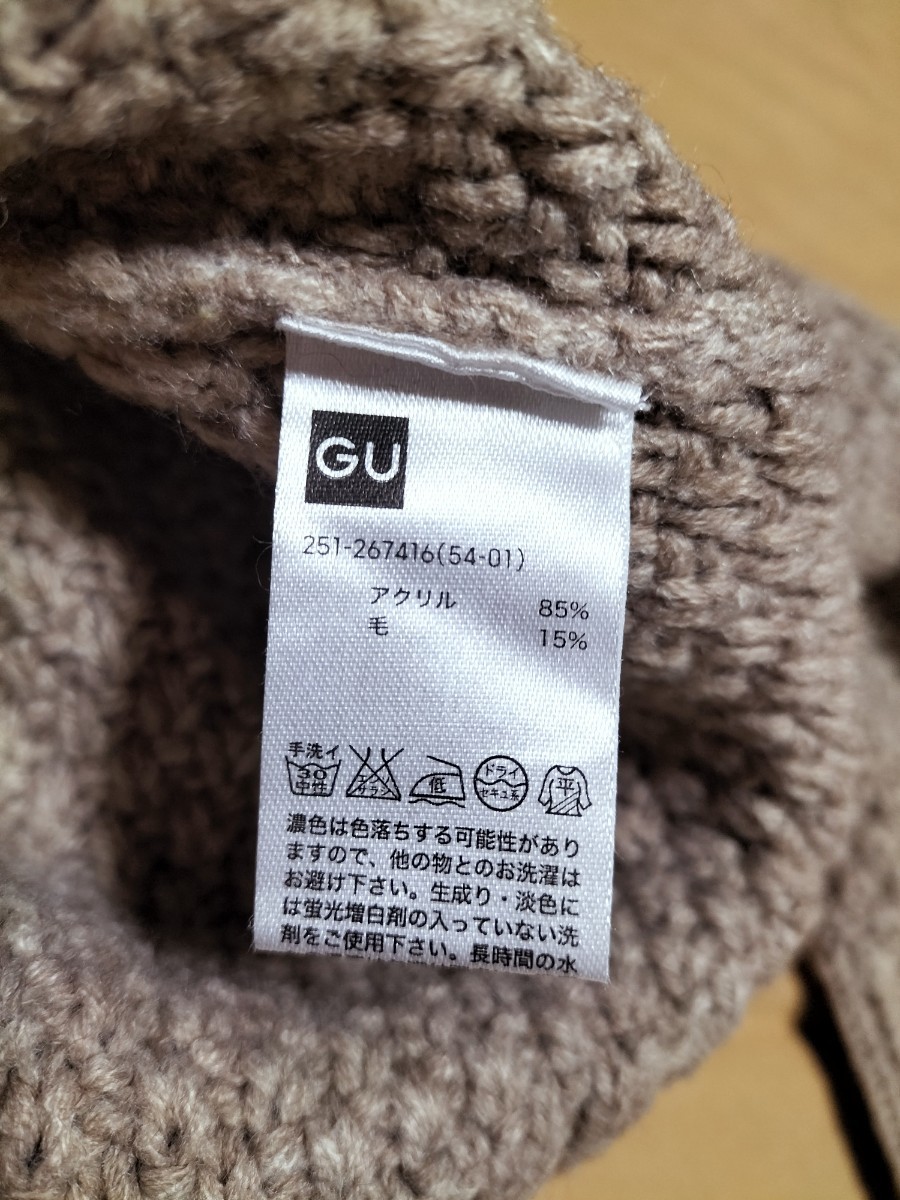 GU
251-267416(54-01)
アクリル 85%
毛 15%
手洗イ
30
中性
サラシ
低
ドライ
セキユ系
平
濃色は色落ちする可能性があり
ますので、他の物とのお洗濯は
お避け下さい。生成り・淡色に
は蛍光増白剤の入っていない洗
剤をご使用下さい。長時間の水